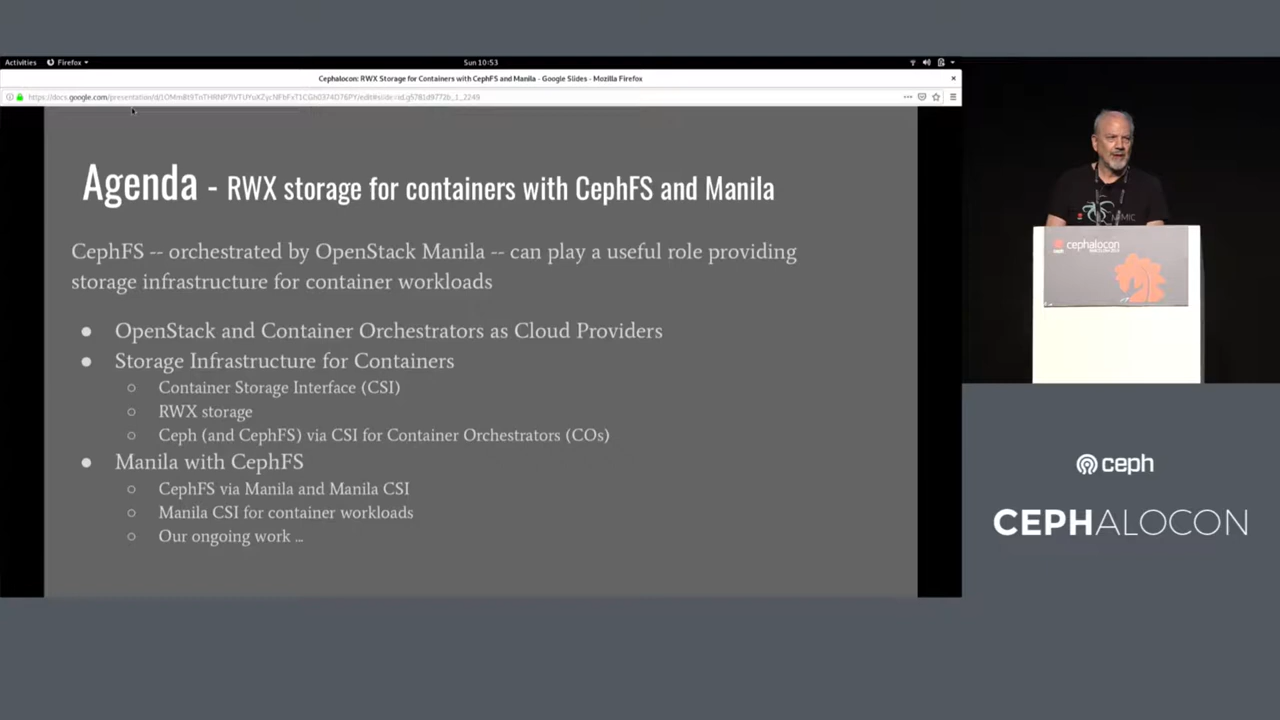 Activities
Firefox
Sun 10:53
Cephalocon: RWX Storage for Containers with CephFS and Manila - Google Slides - Mozilla Firefox
Agenda - RWX storage for containers with CephFS and Manila
CephFS -- orchestrated by OpenStack Manila -- can play a useful role providing
storage infrastructure for container workloads
● OpenStack and Container Orchestrators as Cloud Providers
● Storage Infrastructure for Containers
○ Container Storage Interface (CSI)
○ RWX storage
○ Ceph (and CephFS) via CSI for Container Orchestrators (COs)
● Manila with CephFS
○ CephFS via Manila and Manila CSI
○ Manila CSI for container workloads
○ Our ongoing work ...
MIMIC
cephalocon
ceph
CEPHALOCON